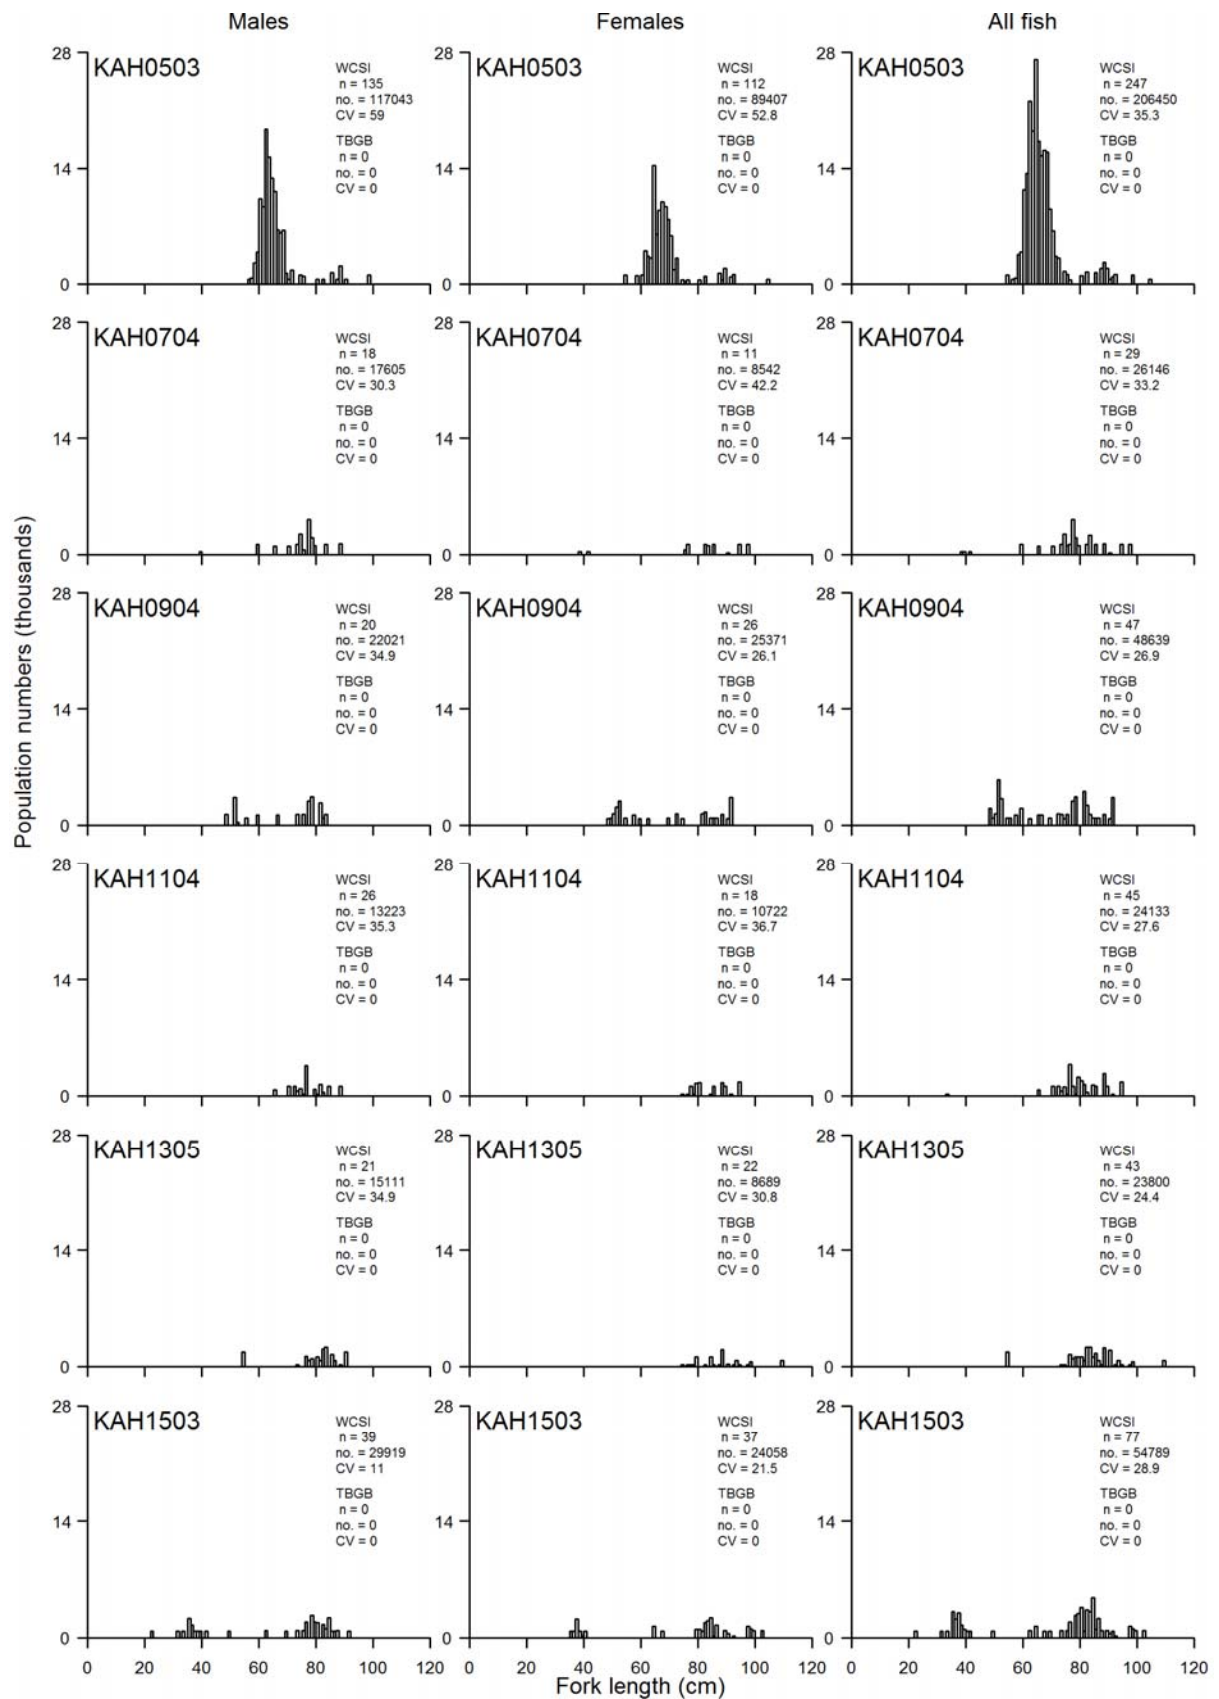 Males Females All fish
KAH0503 KAH0503 KAH0503
WCSI WCSI WCSI
n = 135 n = 112 n = 247
no. = 117043 no. = 89407 no. = 206450
CV = 59 CV = 52.8 CV = 35.3
TBGB TBGB TBGB
n = 0 n = 0 n = 0
no. = 0 no. = 0 no. = 0
CV = 0 CV = 0 CV = 0
28 28 28
14 14 14
0 0 0
KAH0704 KAH0704 KAH0704
WCSI WCSI WCSI
n = 18 n = 11 n = 29
no. = 17605 no. = 8542 no. = 26146
CV = 30.3 CV = 42.2 CV = 33.2
TBGB TBGB TBGB
n = 0 n = 0 n = 0
no. = 0 no. = 0 no. = 0
CV = 0 CV = 0 CV = 0
28 28 28
14 14 14
0 0 0
Population numbers (thousands)
KAH0904 KAH0904 KAH0904
WCSI WCSI WCSI
n = 20 n = 26 n = 47
no. = 22021 no. = 25371 no. = 48639
CV = 34.9 CV = 26.1 CV = 26.9
TBGB TBGB TBGB
n = 0 n = 0 n = 0
no. = 0 no. = 0 no. = 0
CV = 0 CV = 0 CV = 0
28 28 28
14 14 14
0 0 0
KAH1104 KAH1104 KAH1104
WCSI WCSI WCSI
n = 26 n = 18 n = 45
no. = 13223 no. = 10722 no. = 24133
CV = 35.3 CV = 36.7 CV = 27.6
TBGB TBGB TBGB
n = 0 n = 0 n = 0
no. = 0 no. = 0 no. = 0
CV = 0 CV = 0 CV = 0
28 28 28
14 14 14
0 0 0
KAH1305 KAH1305 KAH1305
WCSI WCSI WCSI
n = 21 n = 22 n = 43
no. = 15111 no. = 8689 no. = 23800
CV = 34.9 CV = 30.8 CV = 24.4
TBGB TBGB TBGB
n = 0 n = 0 n = 0
no. = 0 no. = 0 no. = 0
CV = 0 CV = 0 CV = 0
28 28 28
14 14 14
0 0 0
KAH1503 KAH1503 KAH1503
WCSI WCSI WCSI
n = 39 n = 37 n = 77
no. = 29919 no. = 24058 no. = 54789
CV = 11 CV = 21.5 CV = 28.9
TBGB TBGB TBGB
n = 0 n = 0 n = 0
no. = 0 no. = 0 no. = 0
CV = 0 CV = 0 CV = 0
28 28 28
14 14 14
0 0 0
0 20 40 60 80 100 120 0 20 40 60 80 100 120 0 20 40 60 80 100 120
Fork length (cm)